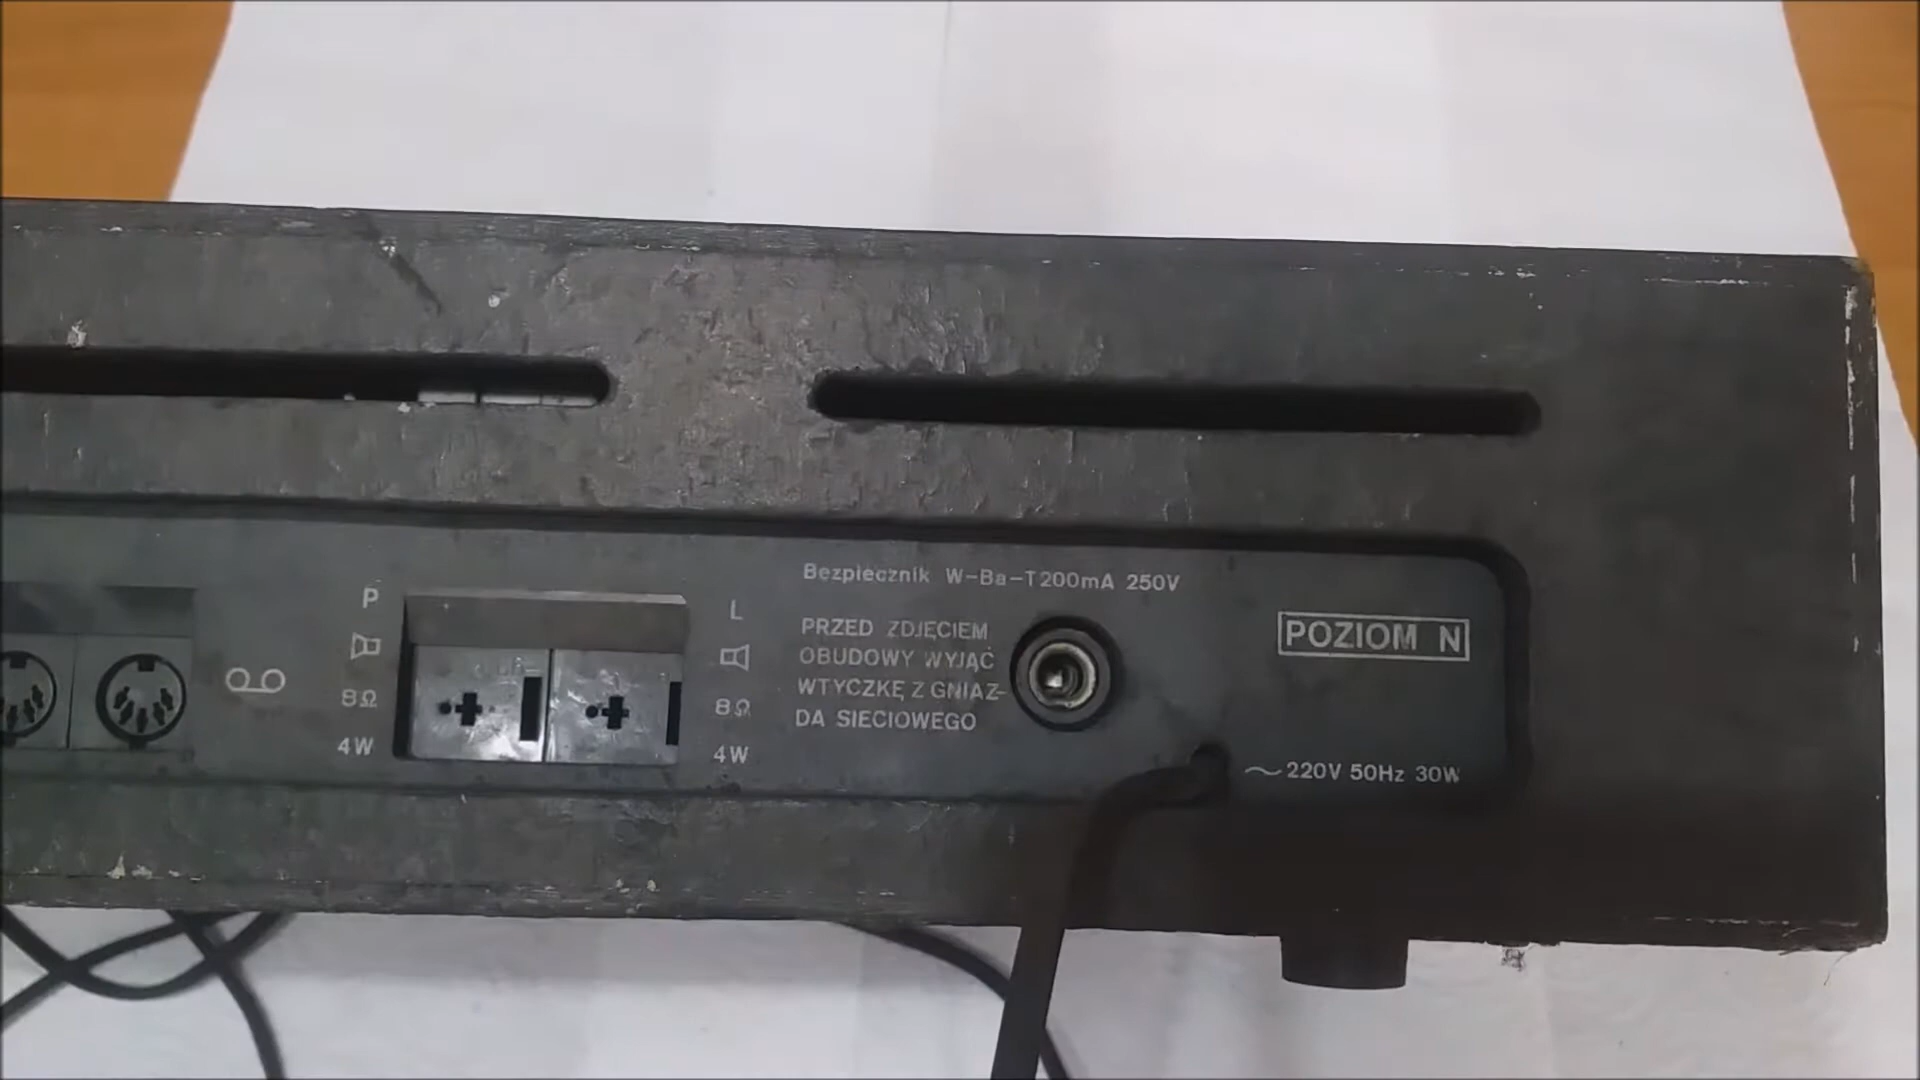 P
8Ω
4W
L
8Ω
4W
Bezpiecznik W-Ba-T200mA 250V
PRZED ZDJĘCIEM
OBUDOWY WYJĄĆ
WTYCZKĘ Z GNIAZ-
DA SIECIOWEGO
POZIOM N
~220V 50Hz 30W